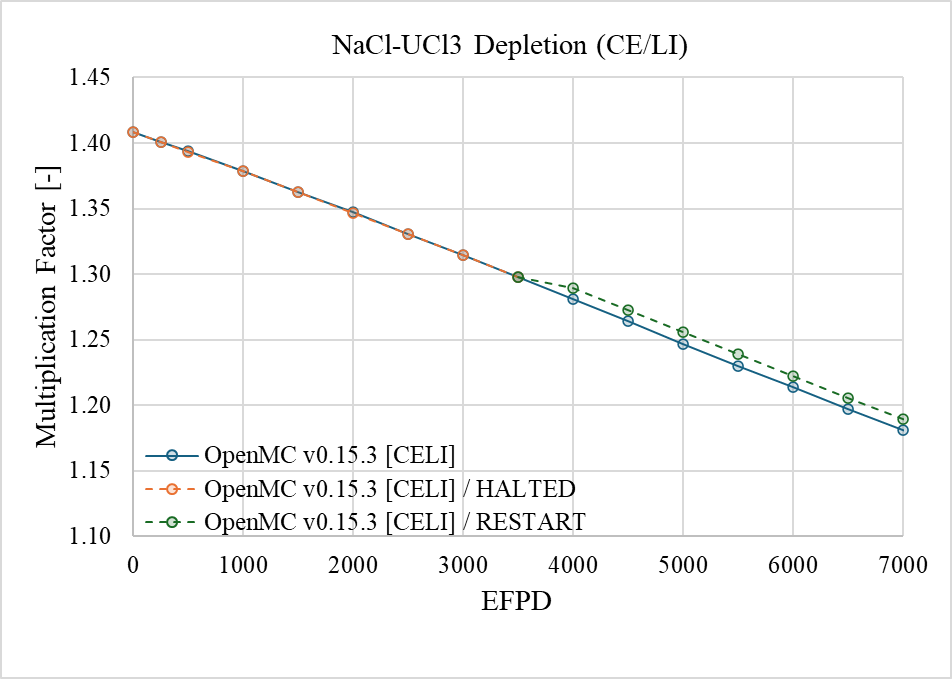 NaCl-UCl3 Depletion (CE/LI)
1.45
1.40
1.35
1.30
1.25
1.20
1.15
1.10
Multiplication Factor [-]
OpenMC v0.15.3 [CELI]
OpenMC v0.15.3 [CELI] / HALTED
OpenMC v0.15.3 [CELI] / RESTART
0 1000 2000 3000 4000 5000 6000 7000
EFPD